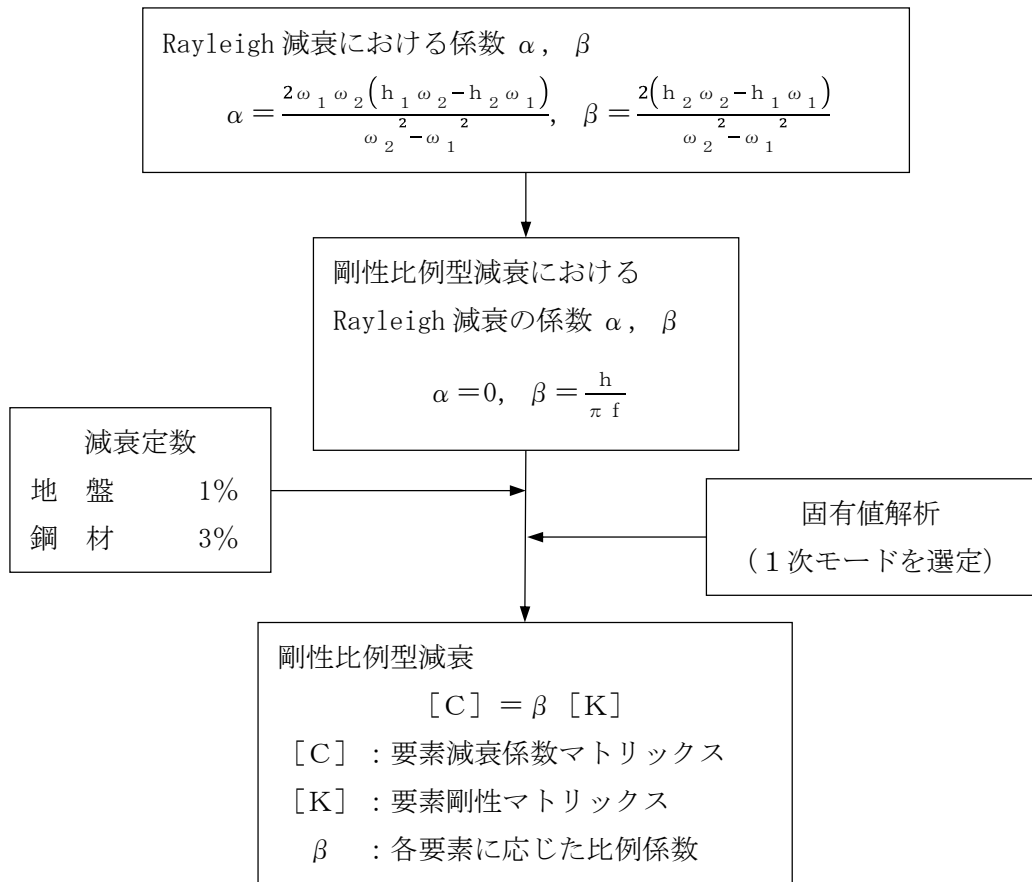 Rayleigh 減衰における係数 α, β
α＝2ω₁ω₂(h₁ω₂−h₂ω₁)/(ω₂²−ω₁²), β＝2(h₂ω₂−h₁ω₁)/(ω₂²−ω₁²)
剛性比例型減衰における
Rayleigh 減衰の係数 α, β
α＝0, β＝h/(πf)
減衰定数
地 盤 1%
鋼 材 3%
固有値解析
（１次モードを選定）
剛性比例型減衰
［C］＝β［K］
［C］：要素減衰係数マトリックス
［K］：要素剛性マトリックス
β ：各要素に応じた比例係数